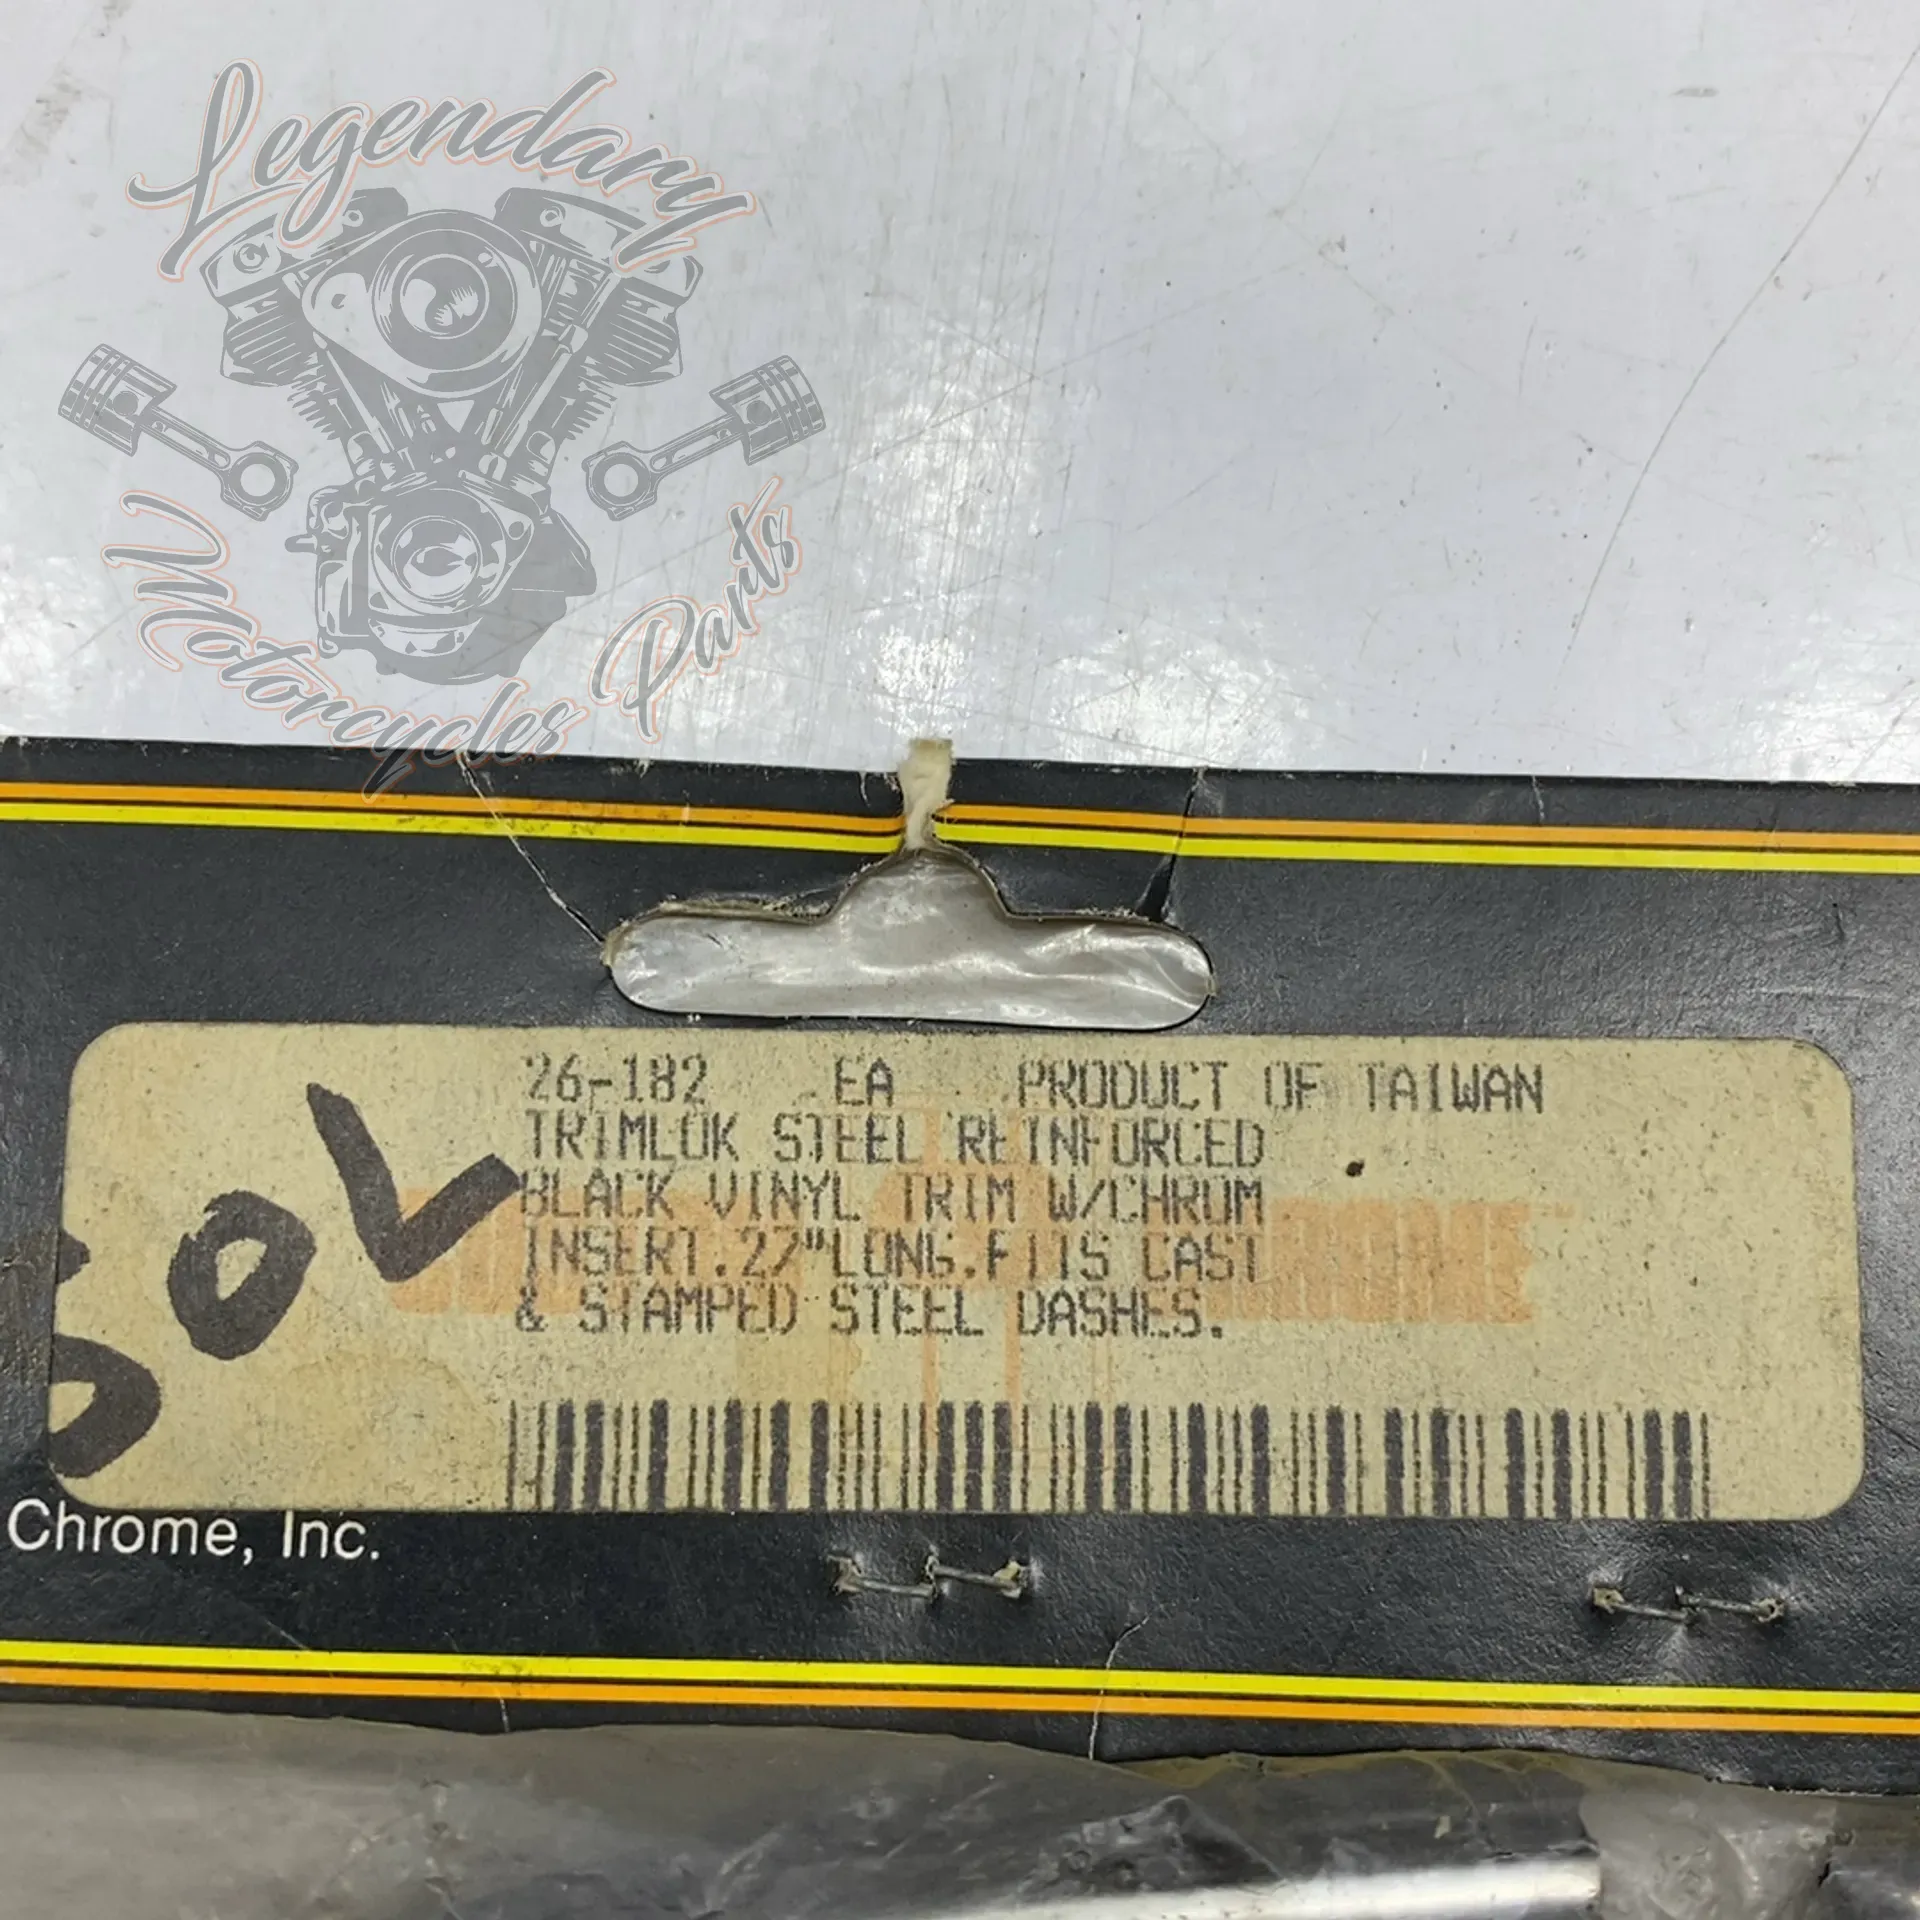 Legendary
Motorcycles Parts
26-182 EA PRODUCT OF TAIWAN
TRIMLOK STEEL REINFORCED
BLACK VINYL TRIM W/CHROM
INSERT.27"LONG.FITS CAST
& STAMPED STEEL DASHES.
Chrome, Inc.